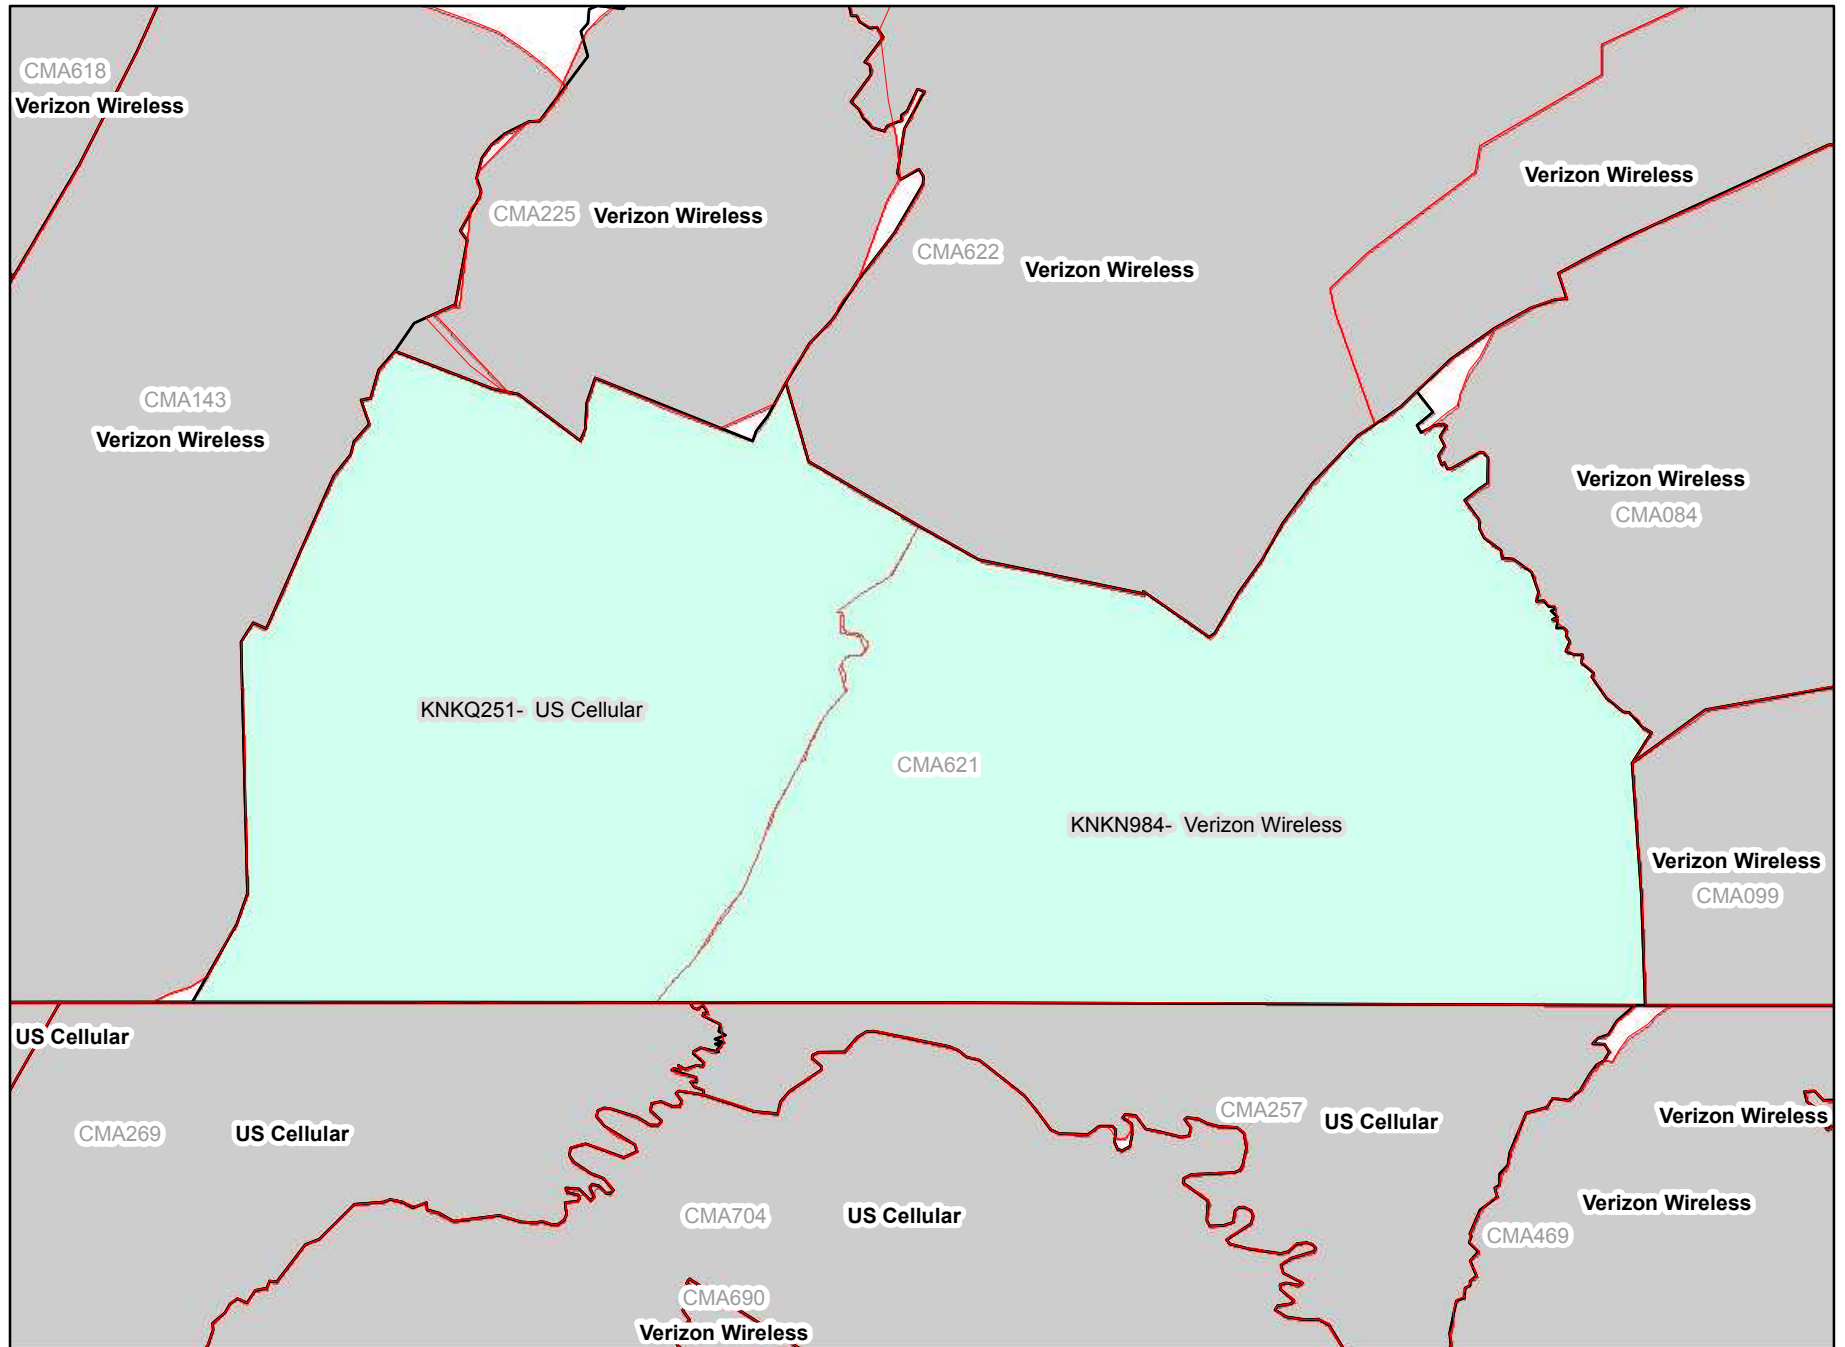 CMA618
Verizon Wireless
Verizon Wireless
CMA225 Verizon Wireless
CMA622
Verizon Wireless
CMA143
Verizon Wireless
Verizon Wireless
CMA084
KNKQ251- US Cellular
CMA621
KNKN984- Verizon Wireless
Verizon Wireless
CMA099
US Cellular
CMA269
US Cellular
CMA257
US Cellular
Verizon Wireless
Verizon Wireless
CMA704
US Cellular
CMA469
CMA690
Verizon Wireless